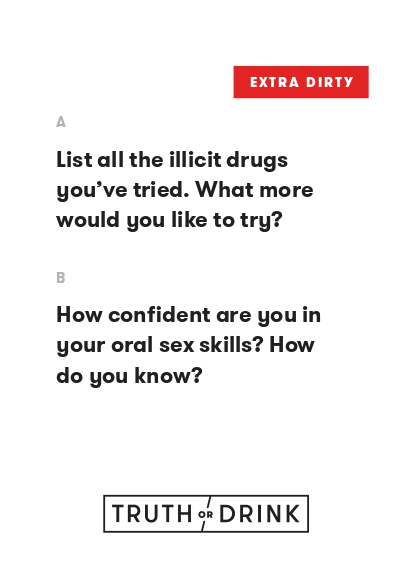 EXTRA DIRTY
A
List all the illicit drugs
you’ve tried. What more
would you like to try?
B
How confident are you in
your oral sex skills? How
do you know?
TRUTH OR DRINK